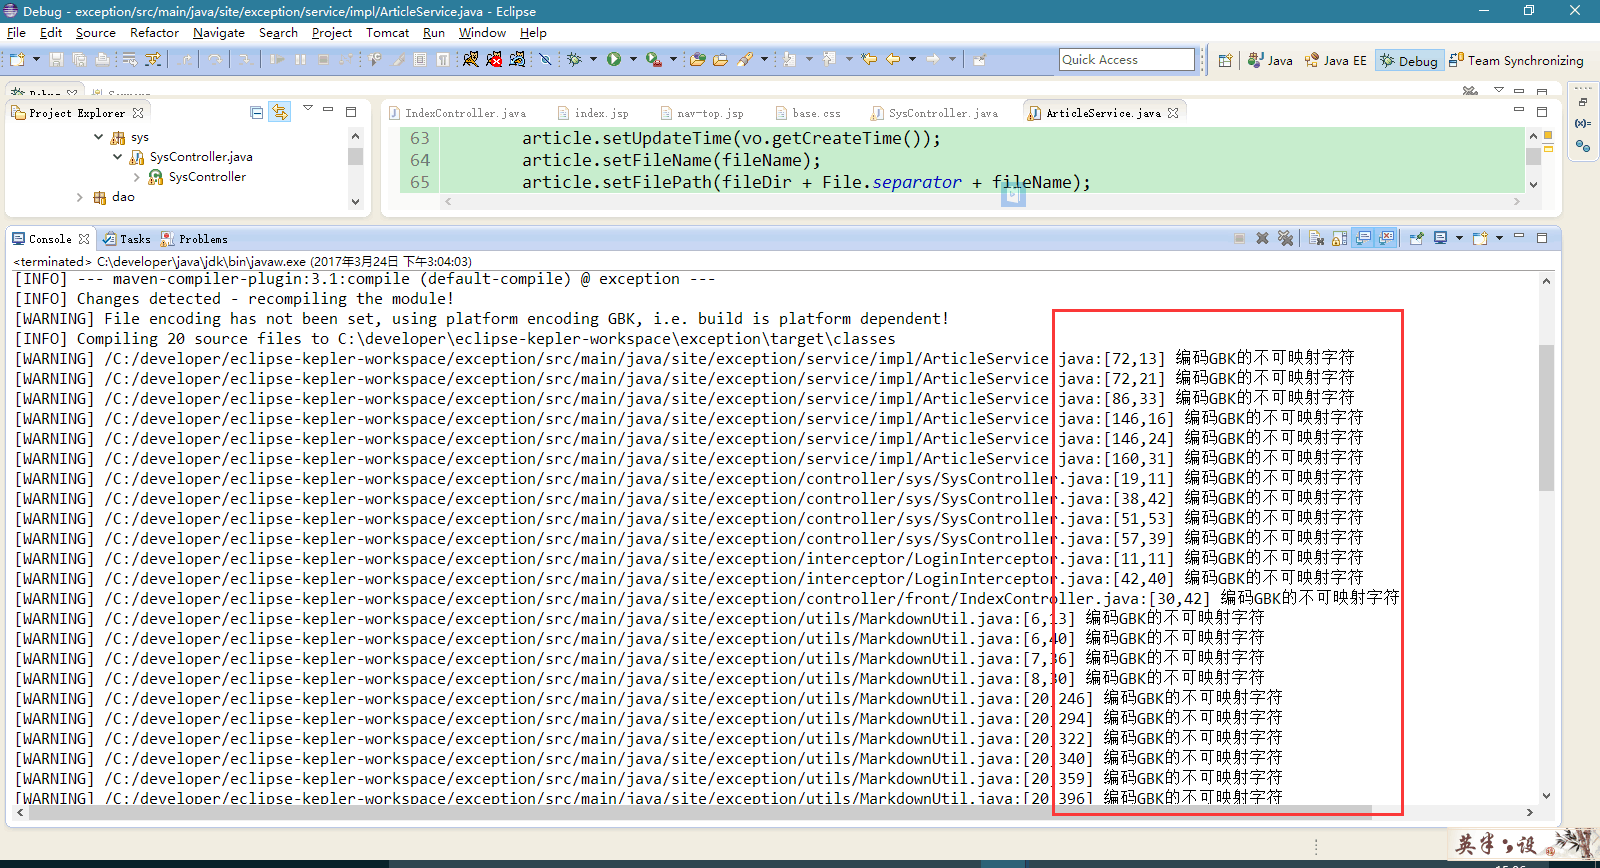 Debug - exception/src/main/java/site/exception/service/impl/ArticleService.java - Eclipse
File Edit Source Refactor Navigate Search Project Tomcat Run Window Help
Quick Access
Java
Java EE
Debug
Team Synchronizing
Project Explorer
sys
SysController.java
SysController
dao
IndexController.java
index.jsp
nav-top.jsp
base.css
SysController.java
ArticleService.java
63 article.setUpdateTime(vo.getCreateTime());
64 article.setFileName(fileName);
65 article.setFilePath(fileDir + File.separator + fileName);
Console Tasks Problems
<terminated> C:\developer\java\jdk\bin\javaw.exe (2017年3月24日 下午3:04:03)
[INFO] --- maven-compiler-plugin:3.1:compile (default-compile) @ exception ---
[INFO] Changes detected - recompiling the module!
[WARNING] File encoding has not been set, using platform encoding GBK, i.e. build is platform dependent!
[INFO] Compiling 20 source files to C:\developer\eclipse-kepler-workspace\exception\target\classes
[WARNING] /C:/developer/eclipse-kepler-workspace/exception/src/main/java/site/exception/service/impl/ArticleService.java:[72,13] 编码GBK的不可映射字符
[WARNING] /C:/developer/eclipse-kepler-workspace/exception/src/main/java/site/exception/service/impl/ArticleService.java:[72,21] 编码GBK的不可映射字符
[WARNING] /C:/developer/eclipse-kepler-workspace/exception/src/main/java/site/exception/service/impl/ArticleService.java:[86,33] 编码GBK的不可映射字符
[WARNING] /C:/developer/eclipse-kepler-workspace/exception/src/main/java/site/exception/service/impl/ArticleService.java:[146,16] 编码GBK的不可映射字符
[WARNING] /C:/developer/eclipse-kepler-workspace/exception/src/main/java/site/exception/service/impl/ArticleService.java:[146,24] 编码GBK的不可映射字符
[WARNING] /C:/developer/eclipse-kepler-workspace/exception/src/main/java/site/exception/service/impl/ArticleService.java:[160,31] 编码GBK的不可映射字符
[WARNING] /C:/developer/eclipse-kepler-workspace/exception/src/main/java/site/exception/controller/sys/SysController.java:[19,11] 编码GBK的不可映射字符
[WARNING] /C:/developer/eclipse-kepler-workspace/exception/src/main/java/site/exception/controller/sys/SysController.java:[38,42] 编码GBK的不可映射字符
[WARNING] /C:/developer/eclipse-kepler-workspace/exception/src/main/java/site/exception/controller/sys/SysController.java:[51,53] 编码GBK的不可映射字符
[WARNING] /C:/developer/eclipse-kepler-workspace/exception/src/main/java/site/exception/controller/sys/SysController.java:[57,39] 编码GBK的不可映射字符
[WARNING] /C:/developer/eclipse-kepler-workspace/exception/src/main/java/site/exception/interceptor/LoginInterceptor.java:[11,11] 编码GBK的不可映射字符
[WARNING] /C:/developer/eclipse-kepler-workspace/exception/src/main/java/site/exception/interceptor/LoginInterceptor.java:[42,40] 编码GBK的不可映射字符
[WARNING] /C:/developer/eclipse-kepler-workspace/exception/src/main/java/site/exception/controller/front/IndexController.java:[30,42] 编码GBK的不可映射字符
[WARNING] /C:/developer/eclipse-kepler-workspace/exception/src/main/java/site/exception/utils/MarkdownUtil.java:[6,13] 编码GBK的不可映射字符
[WARNING] /C:/developer/eclipse-kepler-workspace/exception/src/main/java/site/exception/utils/MarkdownUtil.java:[6,40] 编码GBK的不可映射字符
[WARNING] /C:/developer/eclipse-kepler-workspace/exception/src/main/java/site/exception/utils/MarkdownUtil.java:[7,36] 编码GBK的不可映射字符
[WARNING] /C:/developer/eclipse-kepler-workspace/exception/src/main/java/site/exception/utils/MarkdownUtil.java:[8,30] 编码GBK的不可映射字符
[WARNING] /C:/developer/eclipse-kepler-workspace/exception/src/main/java/site/exception/utils/MarkdownUtil.java:[20,246] 编码GBK的不可映射字符
[WARNING] /C:/developer/eclipse-kepler-workspace/exception/src/main/java/site/exception/utils/MarkdownUtil.java:[20,294] 编码GBK的不可映射字符
[WARNING] /C:/developer/eclipse-kepler-workspace/exception/src/main/java/site/exception/utils/MarkdownUtil.java:[20,322] 编码GBK的不可映射字符
[WARNING] /C:/developer/eclipse-kepler-workspace/exception/src/main/java/site/exception/utils/MarkdownUtil.java:[20,340] 编码GBK的不可映射字符
[WARNING] /C:/developer/eclipse-kepler-workspace/exception/src/main/java/site/exception/utils/MarkdownUtil.java:[20,359] 编码GBK的不可映射字符
[WARNING] /C:/developer/eclipse-kepler-workspace/exception/src/main/java/site/exception/utils/MarkdownUtil.java:[20,396] 编码GBK的不可映射字符
英 设